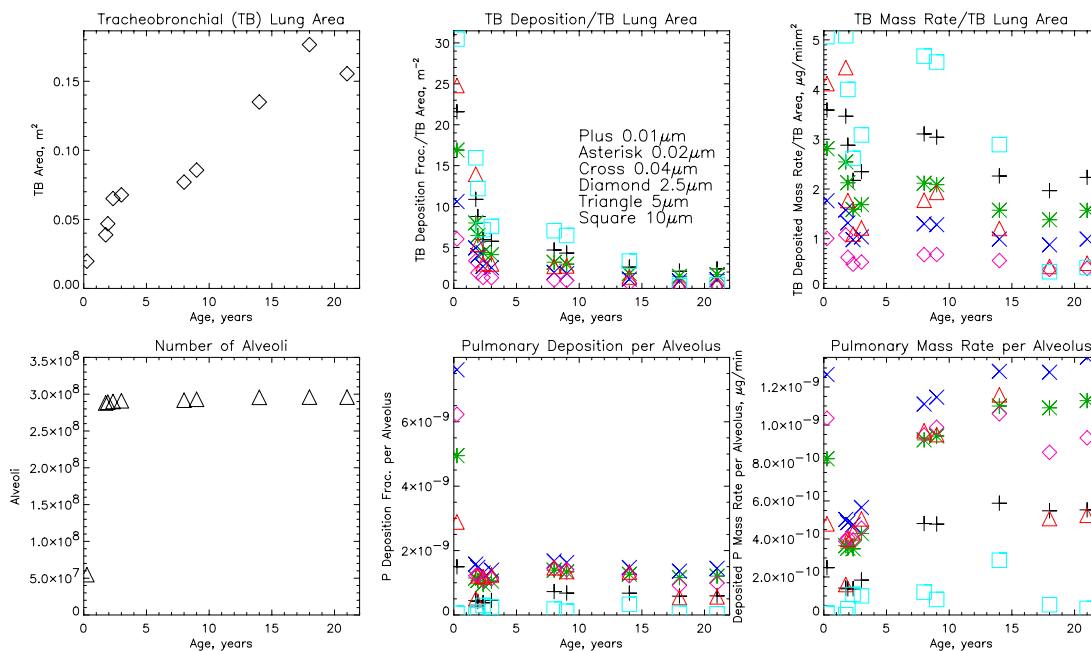 Tracheobronchial (TB) Lung Area
TB Area, m²
0.15
0.10
0.05
0.00
0 5 10 15 20
Age, years
TB Deposition/TB Lung Area
TB Deposition Frac./TB Area, m⁻²
30
25
20
15
10
5
0
Plus 0.01μm
Asterisk 0.02μm
Cross 0.04μm
Diamond 2.5μm
Triangle 5μm
Square 10μm
0 5 10 15 20
Age, years
TB Mass Rate/TB Lung Area
TB Deposited Mass Rate/TB Area, μg/minm²
5
4
3
2
1
0
0 5 10 15 20
Age, years
Number of Alveoli
Alveoli
3.5×10⁸
3.0×10⁸
2.5×10⁸
2.0×10⁸
1.5×10⁸
1.0×10⁸
5.0×10⁷
0
0 5 10 15 20
Age, years
Pulmonary Deposition per Alveolus
P Deposition Frac. per Alveolus
6×10⁻⁹
4×10⁻⁹
2×10⁻⁹
0
0 5 10 15 20
Age, years
Pulmonary Mass Rate per Alveolus
Deposited P Mass Rate per Alveolus, μg/min
1.2×10⁻⁹
1.0×10⁻⁹
8.0×10⁻¹⁰
6.0×10⁻¹⁰
4.0×10⁻¹⁰
2.0×10⁻¹⁰
0
0 5 10 15 20
Age, years